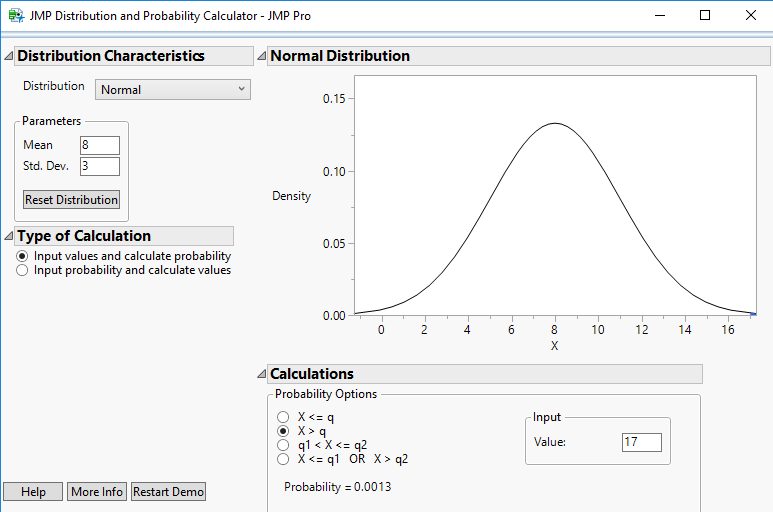 JMP Distribution and Probability Calculator - JMP Pro
Distribution Characteristics
Distribution Normal
Parameters
Mean 8
Std. Dev. 3
Reset Distribution
Type of Calculation
Input values and calculate probability
Input probability and calculate values
Normal Distribution
0.15
0.10
Density
0.05
0.00
0 2 4 6 8 10 12 14 16
X
Calculations
Probability Options
X <= q
X > q
q1 < X <= q2
X <= q1 OR X > q2
Input
Value: 17
Probability = 0.0013
Help More Info Restart Demo